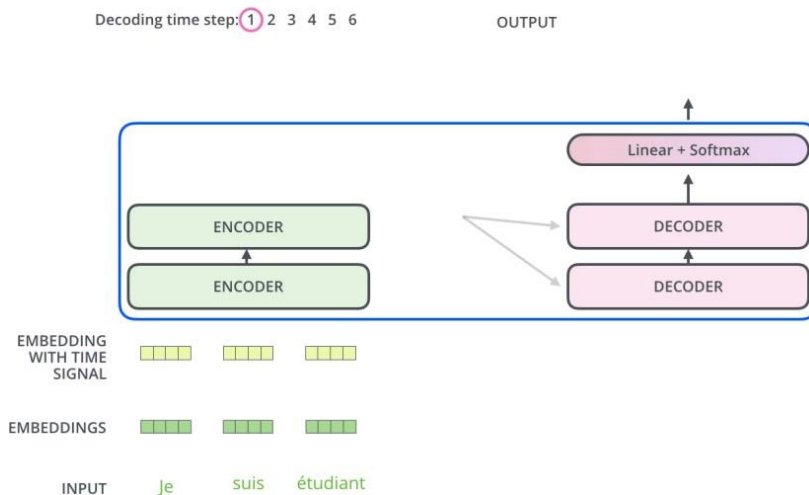 Decoding time step: 1 2 3 4 5 6
OUTPUT
Linear + Softmax
ENCODER
DECODER
ENCODER
DECODER
EMBEDDING
WITH TIME
SIGNAL
EMBEDDINGS
INPUT Je suis étudiant